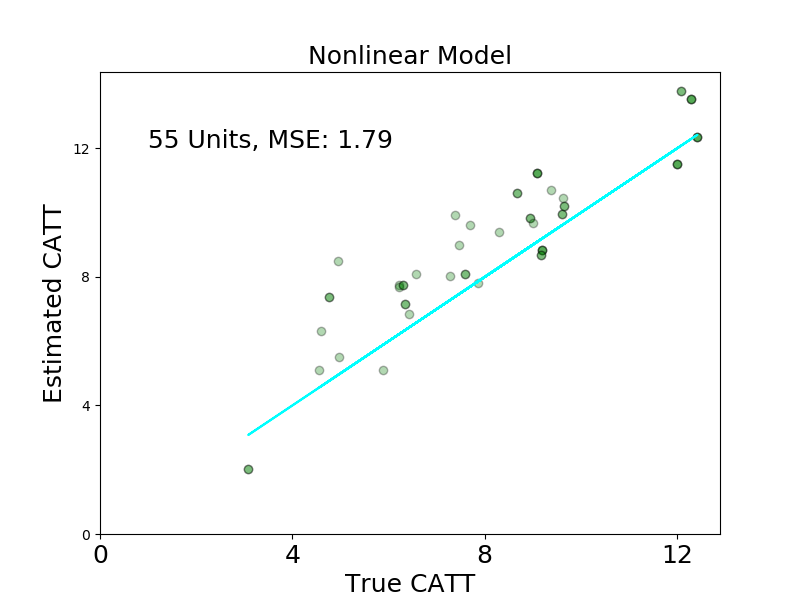 Nonlinear Model
55 Units, MSE: 1.79
Estimated CATT
12
8
4
0
0 4 8 12
True CATT